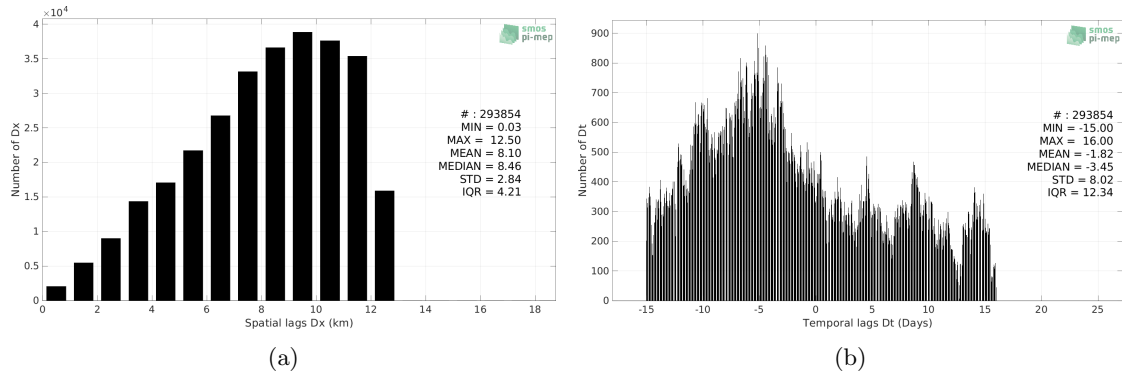 ×10⁴
4
3.5
3
2.5
2
1.5
1
0.5
0
0 2 4 6 8 10 12 14 16 18
Number of Dx
Spatial lags Dx (km)
smos
pi-mep
# : 293854
MIN = 0.03
MAX = 12.50
MEAN = 8.10
MEDIAN = 8.46
STD = 2.84
IQR = 4.21
(a)
900
800
700
600
500
400
300
200
100
0
-15 -10 -5 0 5 10 15 20 25
Number of Dt
Temporal lags Dt (Days)
smos
pi-mep
# : 293854
MIN = -15.00
MAX = 16.00
MEAN = -1.82
MEDIAN = -3.45
STD = 8.02
IQR = 12.34
(b)